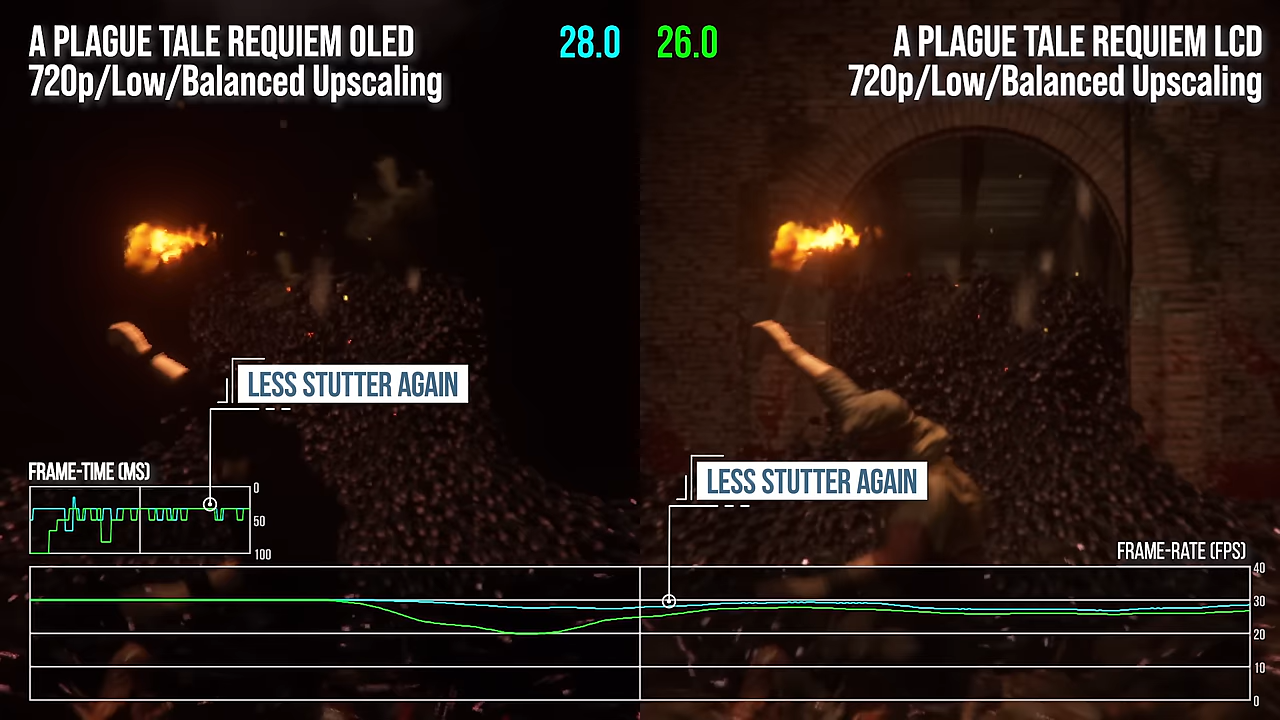 A PLAGUE TALE REQUIEM OLED
720p/Low/Balanced Upscaling
28.0
26.0
A PLAGUE TALE REQUIEM LCD
720p/Low/Balanced Upscaling
LESS STUTTER AGAIN
LESS STUTTER AGAIN
FRAME-TIME (MS)
0
50
100
FRAME-RATE (FPS)
40
30
20
10
0